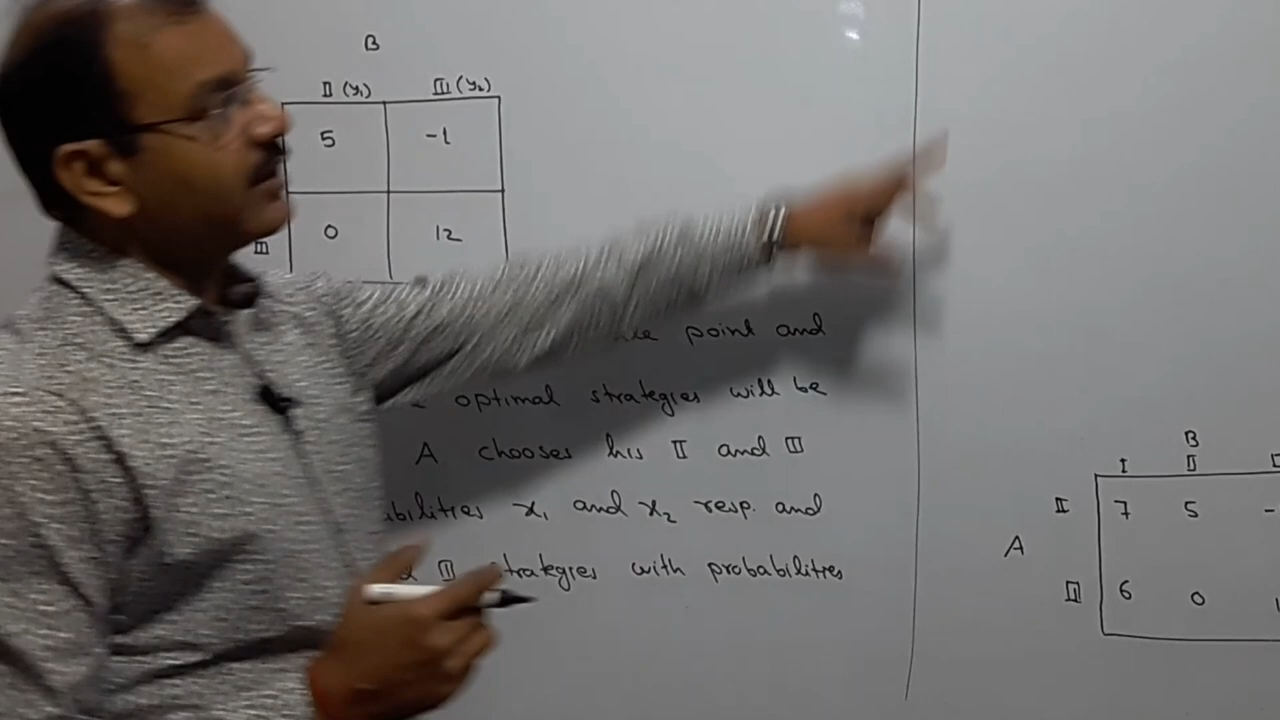 B
II (y₁) III (y₂)
5 -1
III 0 12
point and
optimal strategies will be
A chooses his II and III
x₁ and x₂ resp. and
strategies with probabilities
B
I II
II 7 5 -
A
III 6 0